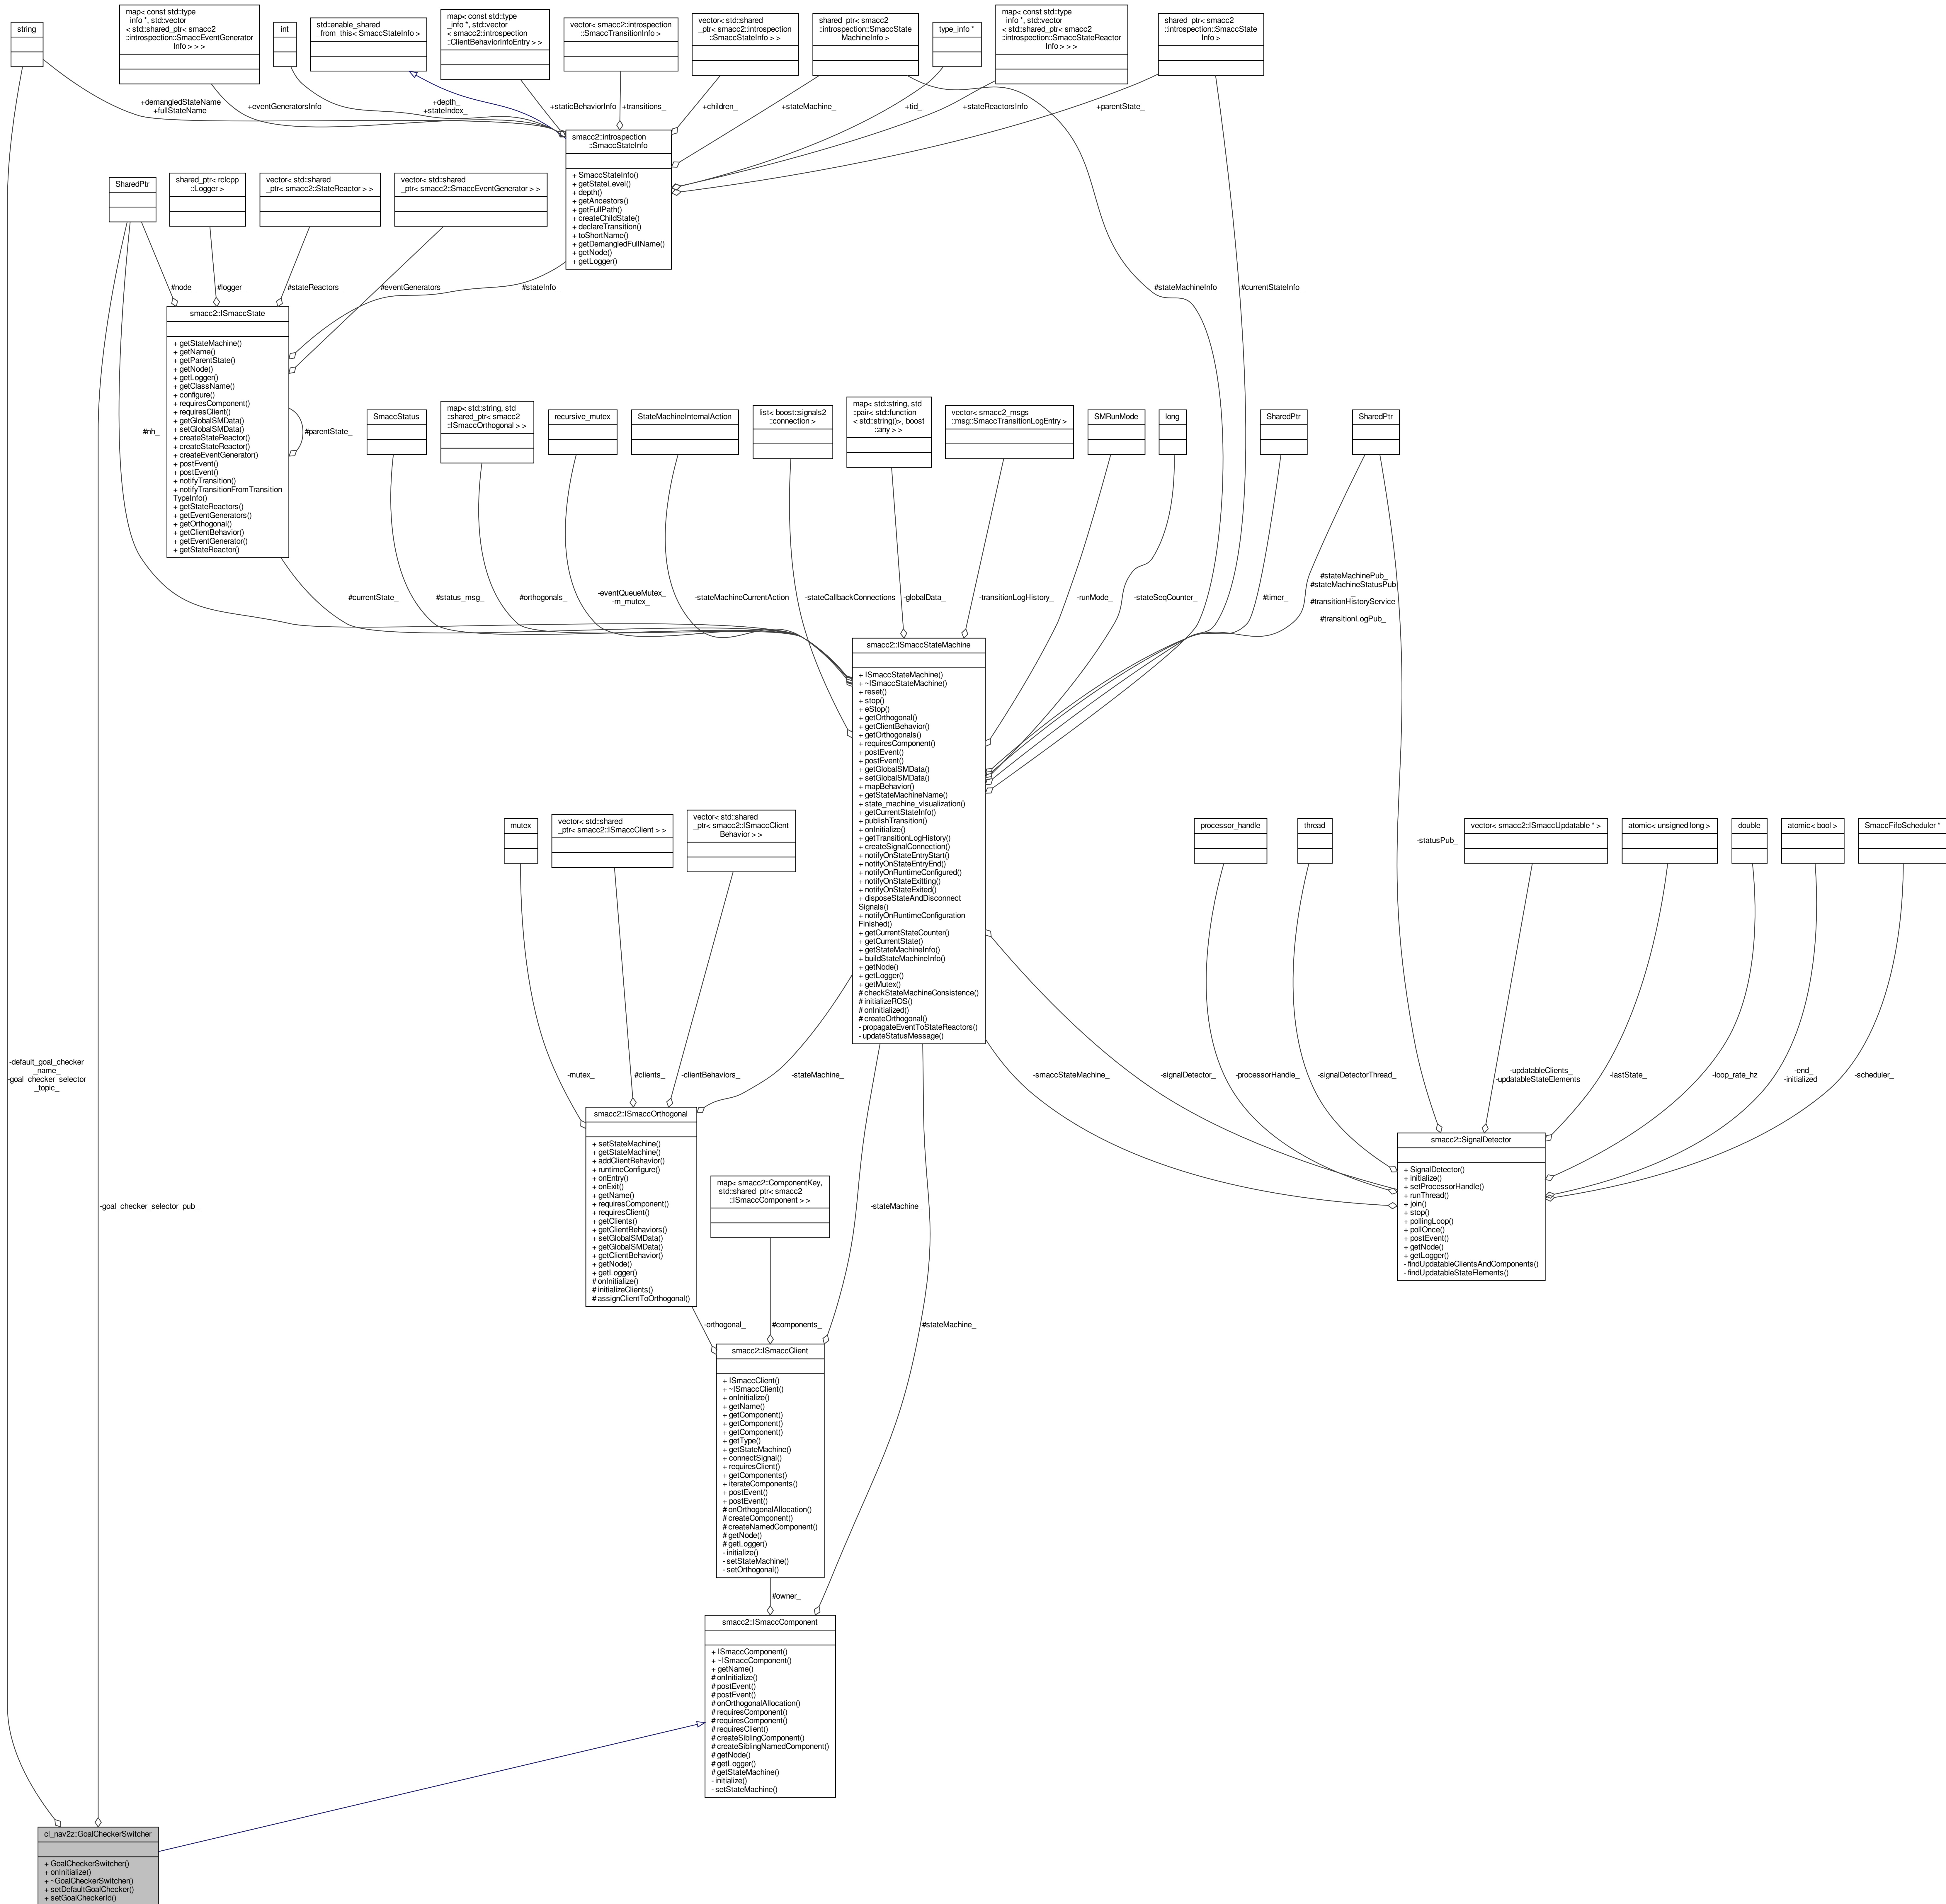 string
map< const std::type
_info *, std::vector
< std::shared_ptr< smacc2
::introspection::SmaccEventGenerator
Info > > >
int
std::enable_shared
_from_this< SmaccStateInfo >
map< const std::type
_info *, std::vector
< smacc2::introspection
::ClientBehaviorInfoEntry > >
vector< smacc2::introspection
::SmaccTransitionInfo >
vector< std::shared
_ptr< smacc2::introspection
::SmaccStateInfo > >
shared_ptr< smacc2
::introspection::SmaccState
MachineInfo >
type_info *
map< const std::type
_info *, std::vector
< std::shared_ptr< smacc2
::introspection::SmaccStateReactor
Info > > >
shared_ptr< smacc2
::introspection::SmaccState
Info >
+demangledStateName
+fullStateName
+eventGeneratorsInfo
+depth_
+stateIndex_
+staticBehaviorInfo
+transitions_
+children_
+stateMachine_
+tid_
+stateReactorsInfo
+parentState_
smacc2::introspection
::SmaccStateInfo
+ SmaccStateInfo()
+ getStateLevel()
+ depth()
+ getAncestors()
+ getFullPath()
+ createChildState()
+ declareTransition()
+ toShortName()
+ getDemangledFullName()
+ getNode()
+ getLogger()
SharedPtr
shared_ptr< rclcpp
::Logger >
vector< std::shared
_ptr< smacc2::StateReactor > >
vector< std::shared
_ptr< smacc2::SmaccEventGenerator > >
#node_
#logger_
#stateReactors_
#eventGenerators_
#stateInfo_
#stateMachineInfo_
#currentStateInfo_
smacc2::ISmaccState
+ getStateMachine()
+ getName()
+ getParentState()
+ getNode()
+ getLogger()
+ getClassName()
+ configure()
+ requiresComponent()
+ requiresClient()
+ getGlobalSMData()
+ setGlobalSMData()
+ createStateReactor()
+ createStateReactor()
+ createEventGenerator()
+ postEvent()
+ postEvent()
+ notifyTransition()
+ notifyTransitionFromTransition
TypeInfo()
+ getStateReactors()
+ getEventGenerators()
+ getOrthogonal()
+ getClientBehavior()
+ getEventGenerator()
+ getStateReactor()
#nh_
#parentState_
SmaccStatus
map< std::string, std
::shared_ptr< smacc2
::ISmaccOrthogonal > >
recursive_mutex
StateMachineInternalAction
list< boost::signals2
::connection >
map< std::string, std
::pair< std::function
< std::string()>, boost
::any > >
vector< smacc2_msgs
::msg::SmaccTransitionLogEntry >
SMRunMode
long
SharedPtr
SharedPtr
#currentState_
#status_msg_
#orthogonals_
-eventQueueMutex_
-m_mutex_
-stateMachineCurrentAction
-stateCallbackConnections
-globalData_
-transitionLogHistory_
-runMode_
-stateSeqCounter_
#timer_
#stateMachinePub_
#stateMachineStatusPub
_
#transitionHistoryService
_
#transitionLogPub_
smacc2::ISmaccStateMachine
+ ISmaccStateMachine()
+ ~ISmaccStateMachine()
+ reset()
+ stop()
+ eStop()
+ getOrthogonal()
+ getClientBehavior()
+ getOrthogonals()
+ requiresComponent()
+ postEvent()
+ postEvent()
+ getGlobalSMData()
+ setGlobalSMData()
+ mapBehavior()
+ getStateMachineName()
+ state_machine_visualization()
+ getCurrentStateInfo()
+ publishTransition()
+ onInitialize()
+ getTransitionLogHistory()
+ createSignalConnection()
+ notifyOnStateEntryStart()
+ notifyOnStateEntryEnd()
+ notifyOnRuntimeConfigured()
+ notifyOnStateExitting()
+ notifyOnStateExited()
+ disposeStateAndDisconnect
Signals()
+ notifyOnRuntimeConfiguration
Finished()
+ getCurrentStateCounter()
+ getCurrentState()
+ getStateMachineInfo()
+ buildStateMachineInfo()
+ getNode()
+ getLogger()
+ getMutex()
# checkStateMachineConsistence()
# initializeROS()
# onInitialized()
# createOrthogonal()
- propagateEventToStateReactors()
- updateStatusMessage()
mutex
vector< std::shared
_ptr< smacc2::ISmaccClient > >
vector< std::shared
_ptr< smacc2::ISmaccClient
Behavior > >
processor_handle
thread
-statusPub_
vector< smacc2::ISmaccUpdatable * >
atomic< unsigned long >
double
atomic< bool >
SmaccFifoScheduler *
-default_goal_checker
_name_
-goal_checker_selector
_topic_
-mutex_
#clients_
-clientBehaviors_
-stateMachine_
-smaccStateMachine_
-signalDetector_
-processorHandle_
-signalDetectorThread_
-updatableClients_
-updatableStateElements_
-lastState_
-loop_rate_hz
-end_
-initialized_
-scheduler_
smacc2::ISmaccOrthogonal
+ setStateMachine()
+ getStateMachine()
+ addClientBehavior()
+ runtimeConfigure()
+ onEntry()
+ onExit()
+ getName()
+ requiresComponent()
+ requiresClient()
+ getClients()
+ getClientBehaviors()
+ setGlobalSMData()
+ getGlobalSMData()
+ getClientBehavior()
+ getNode()
+ getLogger()
# onInitialize()
# initializeClients()
# assignClientToOrthogonal()
smacc2::SignalDetector
+ SignalDetector()
+ initialize()
+ setProcessorHandle()
+ runThread()
+ join()
+ stop()
+ pollingLoop()
+ pollOnce()
+ postEvent()
+ getNode()
+ getLogger()
- findUpdatableClientsAndComponents()
- findUpdatableStateElements()
map< smacc2::ComponentKey,
std::shared_ptr< smacc2
::ISmaccComponent > >
-goal_checker_selector_pub_
-stateMachine_
-orthogonal_
#components_
#stateMachine_
smacc2::ISmaccClient
+ ISmaccClient()
+ ~ISmaccClient()
+ onInitialize()
+ getName()
+ getComponent()
+ getComponent()
+ getComponent()
+ getType()
+ getStateMachine()
+ connectSignal()
+ requiresClient()
+ getComponents()
+ iterateComponents()
+ postEvent()
+ postEvent()
# onOrthogonalAllocation()
# createComponent()
# createNamedComponent()
# getNode()
# getLogger()
- initialize()
- setStateMachine()
- setOrthogonal()
#owner_
smacc2::ISmaccComponent
+ ISmaccComponent()
+ ~ISmaccComponent()
+ getName()
# onInitialize()
# postEvent()
# postEvent()
# onOrthogonalAllocation()
# requiresComponent()
# requiresComponent()
# requiresClient()
# createSiblingComponent()
# createSiblingNamedComponent()
# getNode()
# getLogger()
# getStateMachine()
- initialize()
- setStateMachine()
cl_nav2z::GoalCheckerSwitcher
+ GoalCheckerSwitcher()
+ onInitialize()
+ ~GoalCheckerSwitcher()
+ setDefaultGoalChecker()
+ setGoalCheckerId()